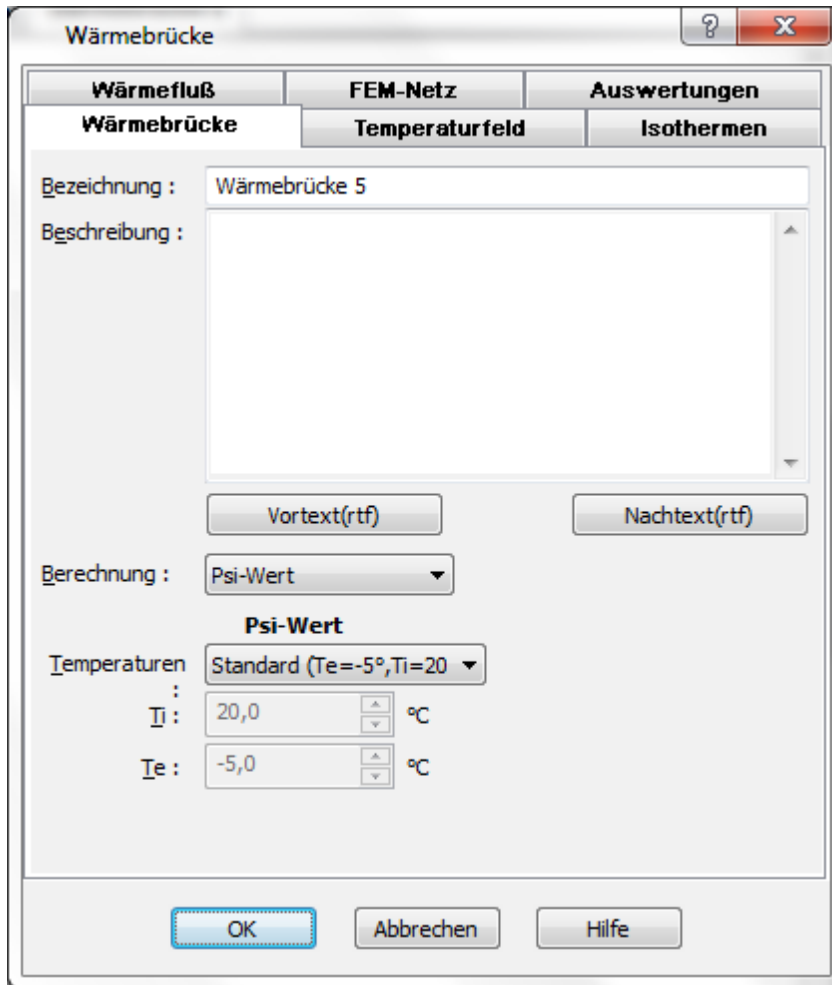 Wärmebrücke
Wärmefluß FEM-Netz Auswertungen
Wärmebrücke Temperaturfeld Isothermen
Bezeichnung : Wärmebrücke 5
Beschreibung :
Vortext(rtf) Nachtext(rtf)
Berechnung : Psi-Wert
Psi-Wert
Temperaturen Standard (Te=-5°,Ti=20
:
Ti : 20,0 °C
Te : -5,0 °C
OK Abbrechen Hilfe